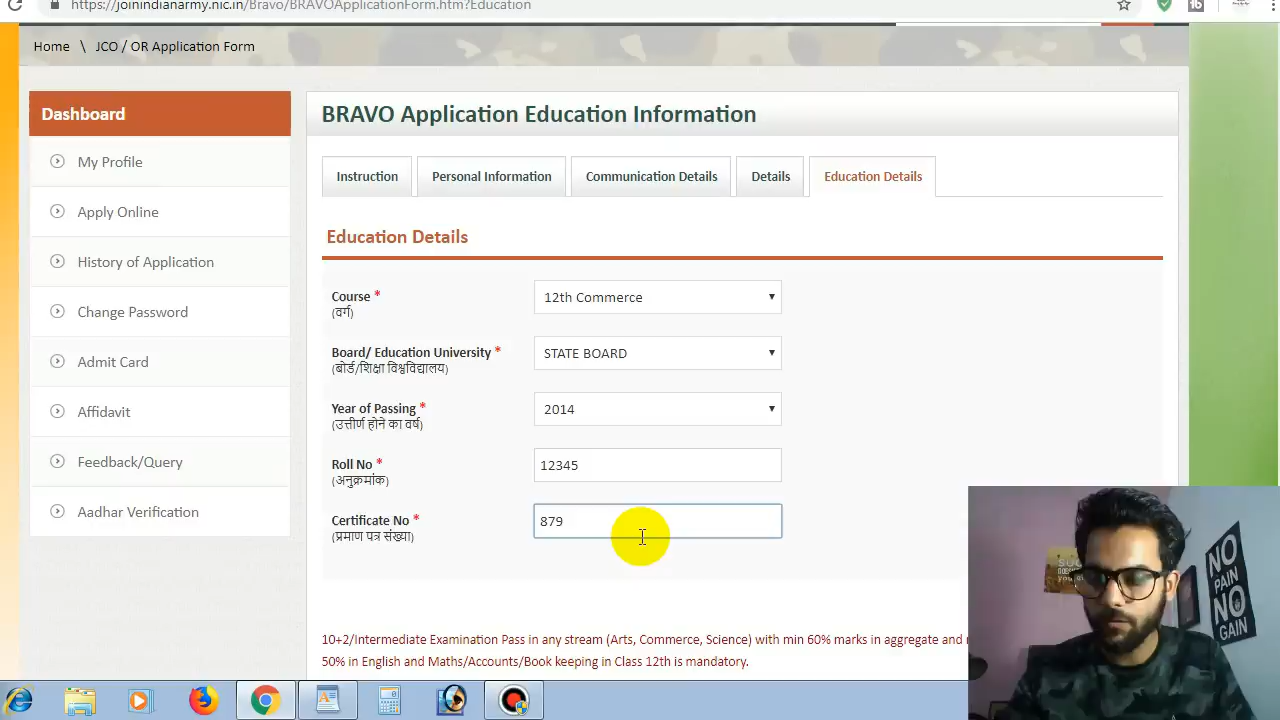 https://joinindianarmy.nic.in/Bravo/BRAVOApplicationForm.htm?Education
Home \ JCO / OR Application Form
Dashboard
My Profile
Apply Online
History of Application
Change Password
Admit Card
Affidavit
Feedback/Query
Aadhar Verification
BRAVO Application Education Information
Instruction
Personal Information
Communication Details
Details
Education Details
Education Details
Course *
(वर्ग)
12th Commerce
Board/ Education University *
(बोर्ड/शिक्षा विश्वविद्यालय)
STATE BOARD
Year of Passing *
(उत्तीर्ण होने का वर्ष)
2014
Roll No *
(अनुक्रमांक)
12345
Certificate No *
(प्रमाण पत्र संख्या)
879
10+2/Intermediate Examination Pass in any stream (Arts, Commerce, Science) with min 60% marks in aggregate and
50% in English and Maths/Accounts/Book keeping in Class 12th is mandatory.
NO
PAIN
NO
GAIN